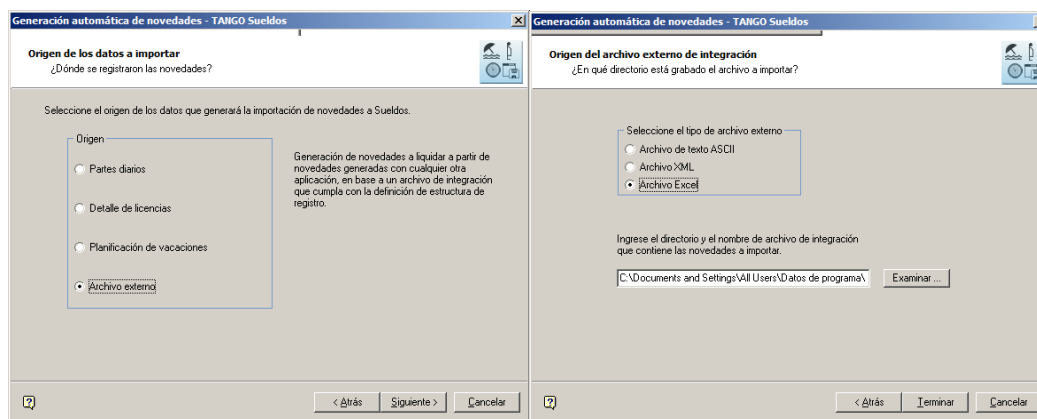 Generación automática de novedades - TANGO Sueldos
Origen de los datos a importar
¿Dónde se registraron las novedades?
Seleccione el origen de los datos que generará la importación de novedades a Sueldos.
Origen
Partes diarios
Detalle de licencias
Planificación de vacaciones
Archivo externo
Generación de novedades a liquidar a partir de
novedades generadas con cualquier otra
aplicación, en base a un archivo de integración
que cumpla con la definición de estructura de
registro.
< Atrás
Siguiente >
Cancelar
Generación automática de novedades - TANGO Sueldos
Origen del archivo externo de integración
¿En qué directorio está grabado el archivo a importar?
Seleccione el tipo de archivo externo
Archivo de texto ASCII
Archivo XML
Archivo Excel
Ingrese el directorio y el nombre de archivo de integración
que contiene las novedades a importar.
C:\Documents and Settings\All Users\Datos de programa\
Examinar ...
< Atrás
Terminar
Cancelar